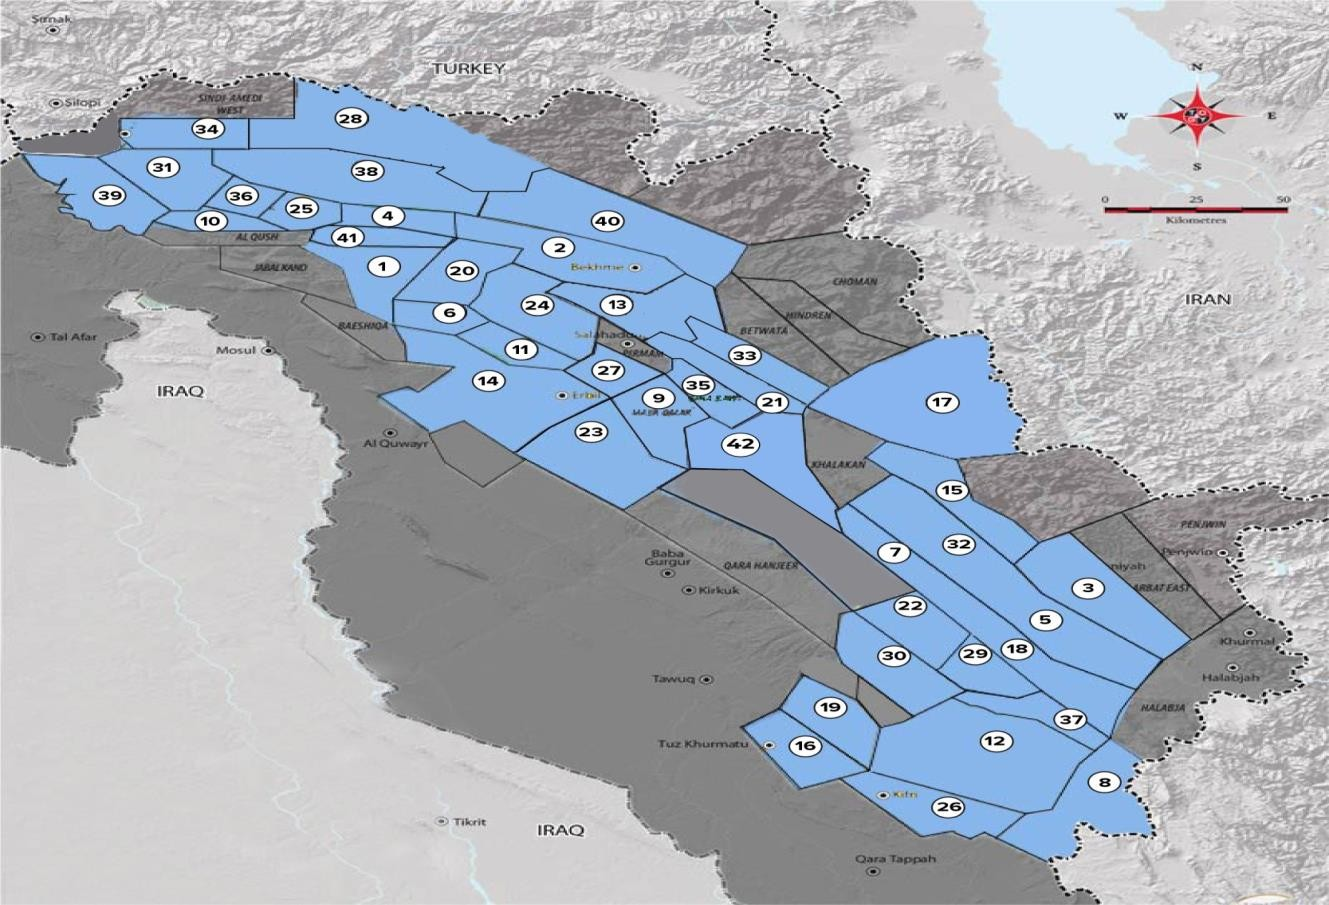 Sirnak
TURKEY
N
Silopi
SINDI-AMEDI
WEST
W
E
34
28
S
31
38
39
36
25
0
25
50
Kilometres
10
4
40
AL QUSH
41
2
1
20
Bekhme
JABALKAND
CHOMAN
24
13
IRAN
6
HINDREN
BAESHIQA
BETWATA
Tal Afar
Mosul
11
PIRMAM
33
27
IRAQ
14
35
Erbil
9
21
17
23
42
Al Quwayr
KHALAKAN
15
PENJWIN
7
32
Penjwin
Baba
Gurgur
QARA HANJEER
niyah
Kirkuk
3
ARBAT EAST
22
5
30
29
18
Khurmal
Tawuq
Halabjah
19
HALABJA
37
Tuz Khurmatu
16
12
8
Kifri
26
Tikrit
IRAQ
Qara Tappah